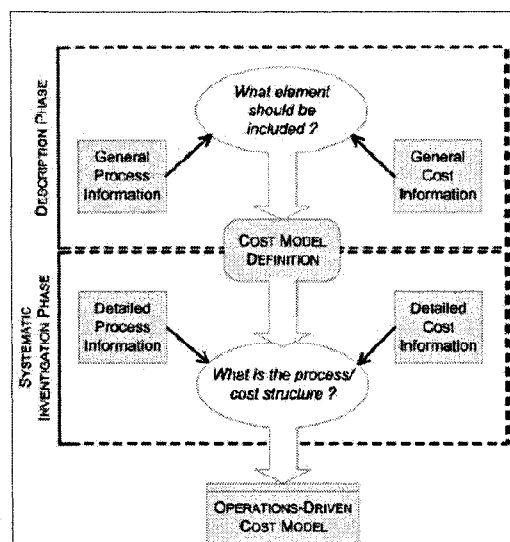 DESCRIPTION PHASE
What element
should be
included ?
General
Process
Information
General
Cost
Information
COST MODEL
DEFINITION
SYSTEMATIC
INVESTIGATION PHASE
Detailed
Process
Information
Detailed
Cost
Information
What is the process/
cost structure ?
OPERATIONS-DRIVEN
COST MODEL